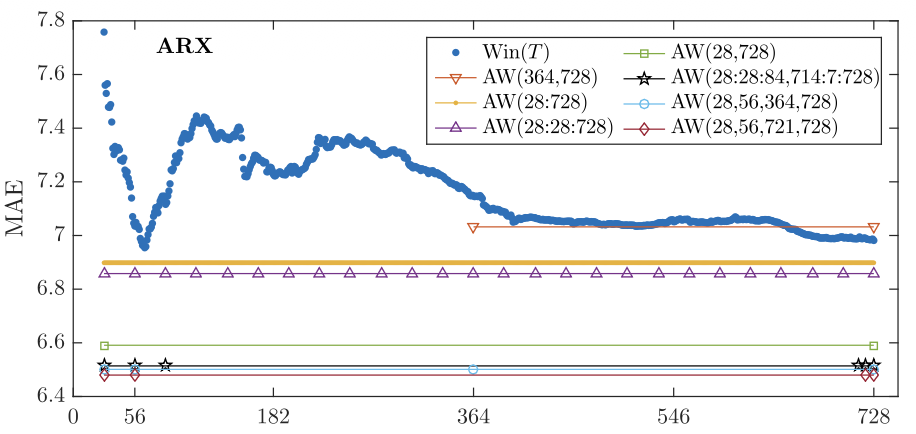 7.8
7.6
7.4
7.2
7
6.8
6.6
6.4
MAE
ARX
Win(T)
AW(364,728)
AW(28:728)
AW(28:28:728)
AW(28,728)
AW(28:28:84,714:7:728)
AW(28,56,364,728)
AW(28,56,721,728)
0 56 182 364 546 728